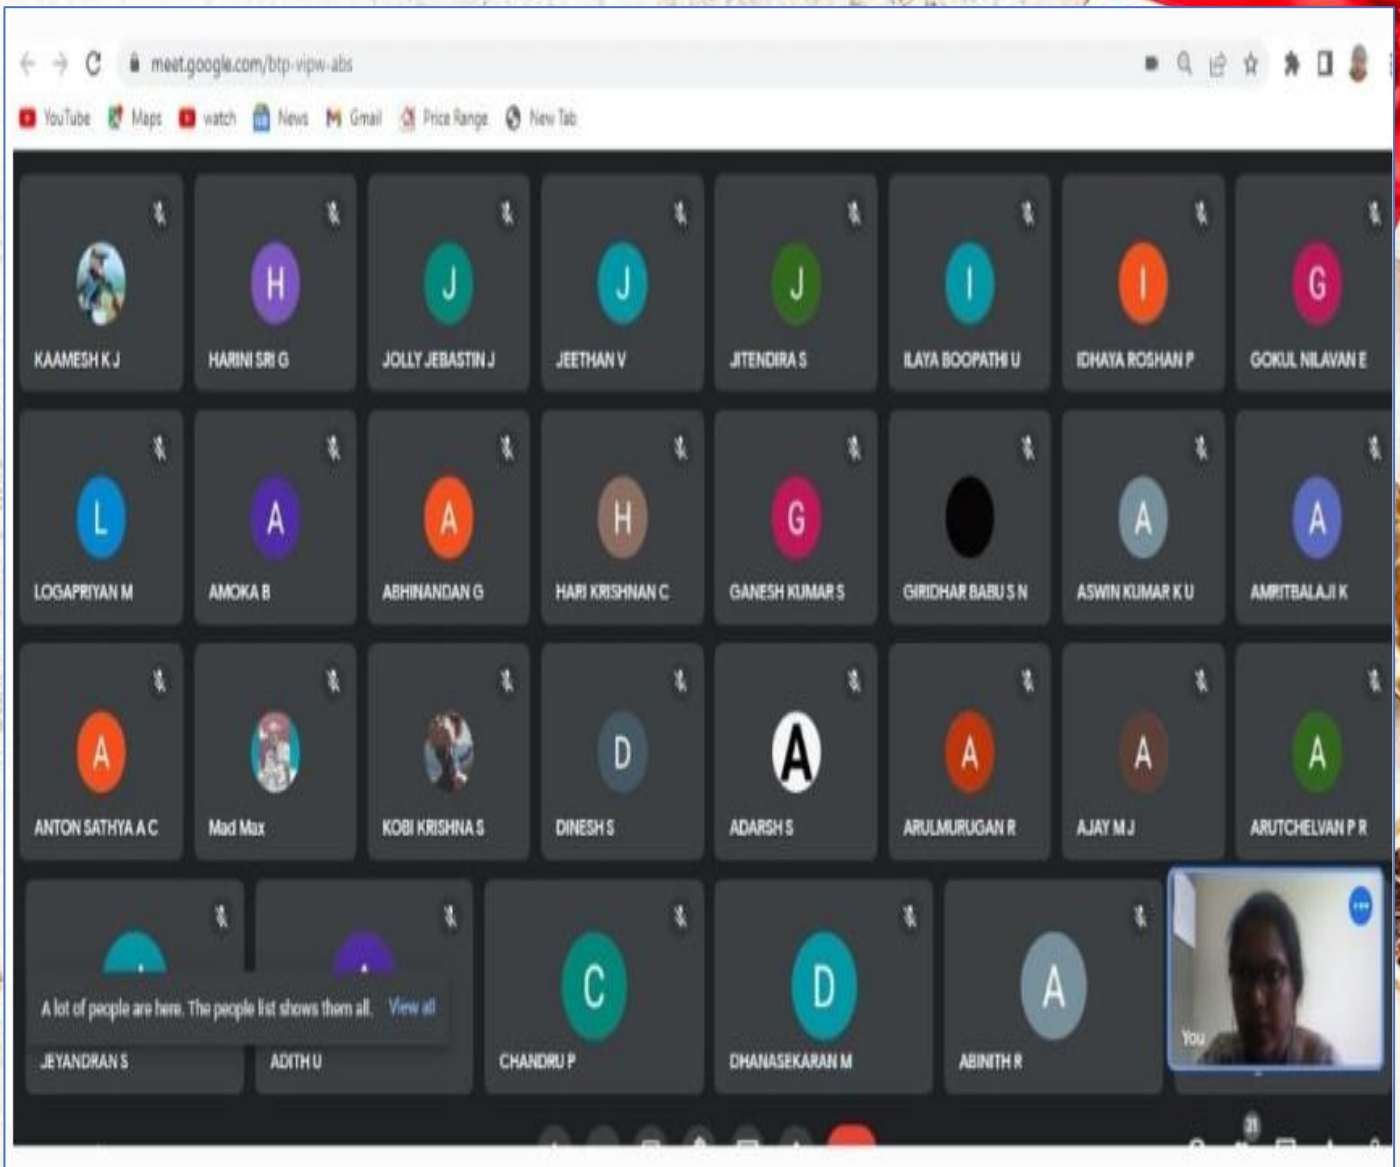 meet.google.com/btp-vipw-abs
YouTube Maps watch News Gmail Price Range New Tab
H J J J I I G
KAAMESH K J HARINI SRI G JOLLY JEBASTIN J JEETHAN V JITENDIRA S ILAYA BOOPATHI U IDHAYA ROSHAN P GOKUL NILAVAN E
L A A H G A A
LOGAPRIYAN M AMOKA B ABHINANDAN G HARI KRISHNAN C GANESH KUMAR S GIRIDHAR BABU S N ASWIN KUMAR K U AMRITBALAJI K
A D A A A A
ANTON SATHYA A C Mad Max KOBI KRISHNA S DINESH S ADARSH S ARULMURUGAN R AJAY M J ARUTCHELVAN P R
C D A
A lot of people are here. The people list shows them all. View all
You
JEYANDRAN S ADITH U CHANDRU P DHANASEKARAN M ABINITH R
31